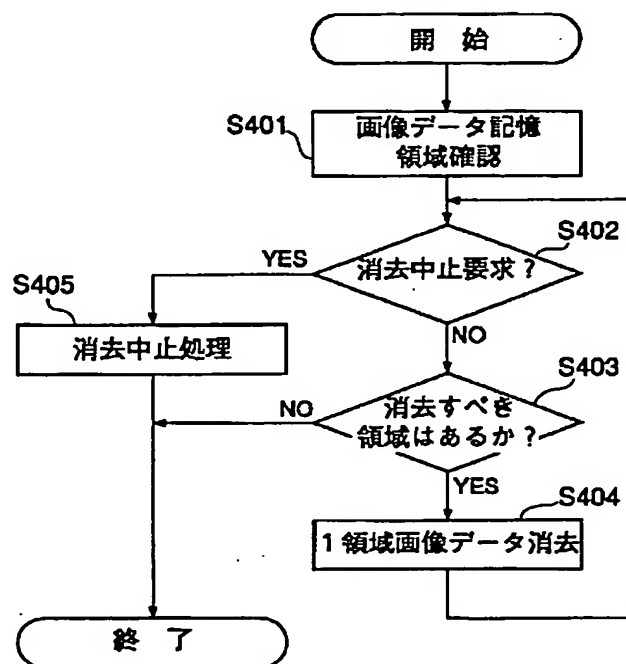 開 始
S401
画像データ記憶
領域確認
S402
YES
消去中止要求?
S405
消去中止処理
NO
S403
NO
消去すべき
領域はあるか?
YES
S404
1領域画像データ消去
終 了